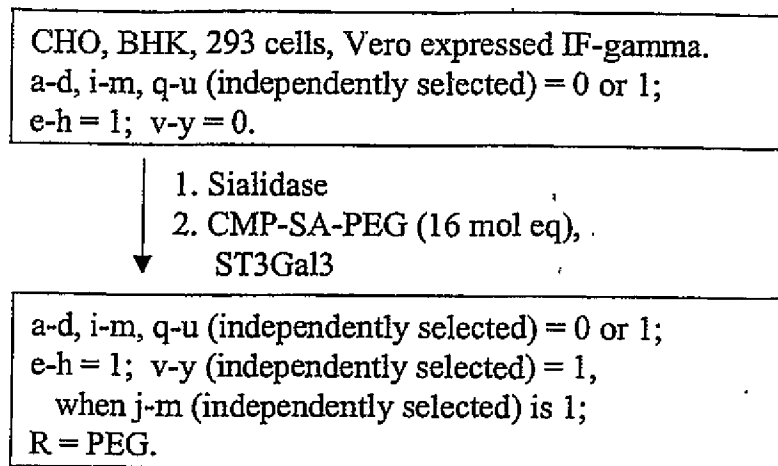 CHO, BHK, 293 cells, Vero expressed IF-gamma.
a-d, i-m, q-u (independently selected) = 0 or 1;
e-h = 1; v-y = 0.
1. Sialidase
2. CMP-SA-PEG (16 mol eq),
ST3Gal3
a-d, i-m, q-u (independently selected) = 0 or 1;
e-h = 1; v-y (independently selected) = 1,
when j-m (independently selected) is 1;
R = PEG.